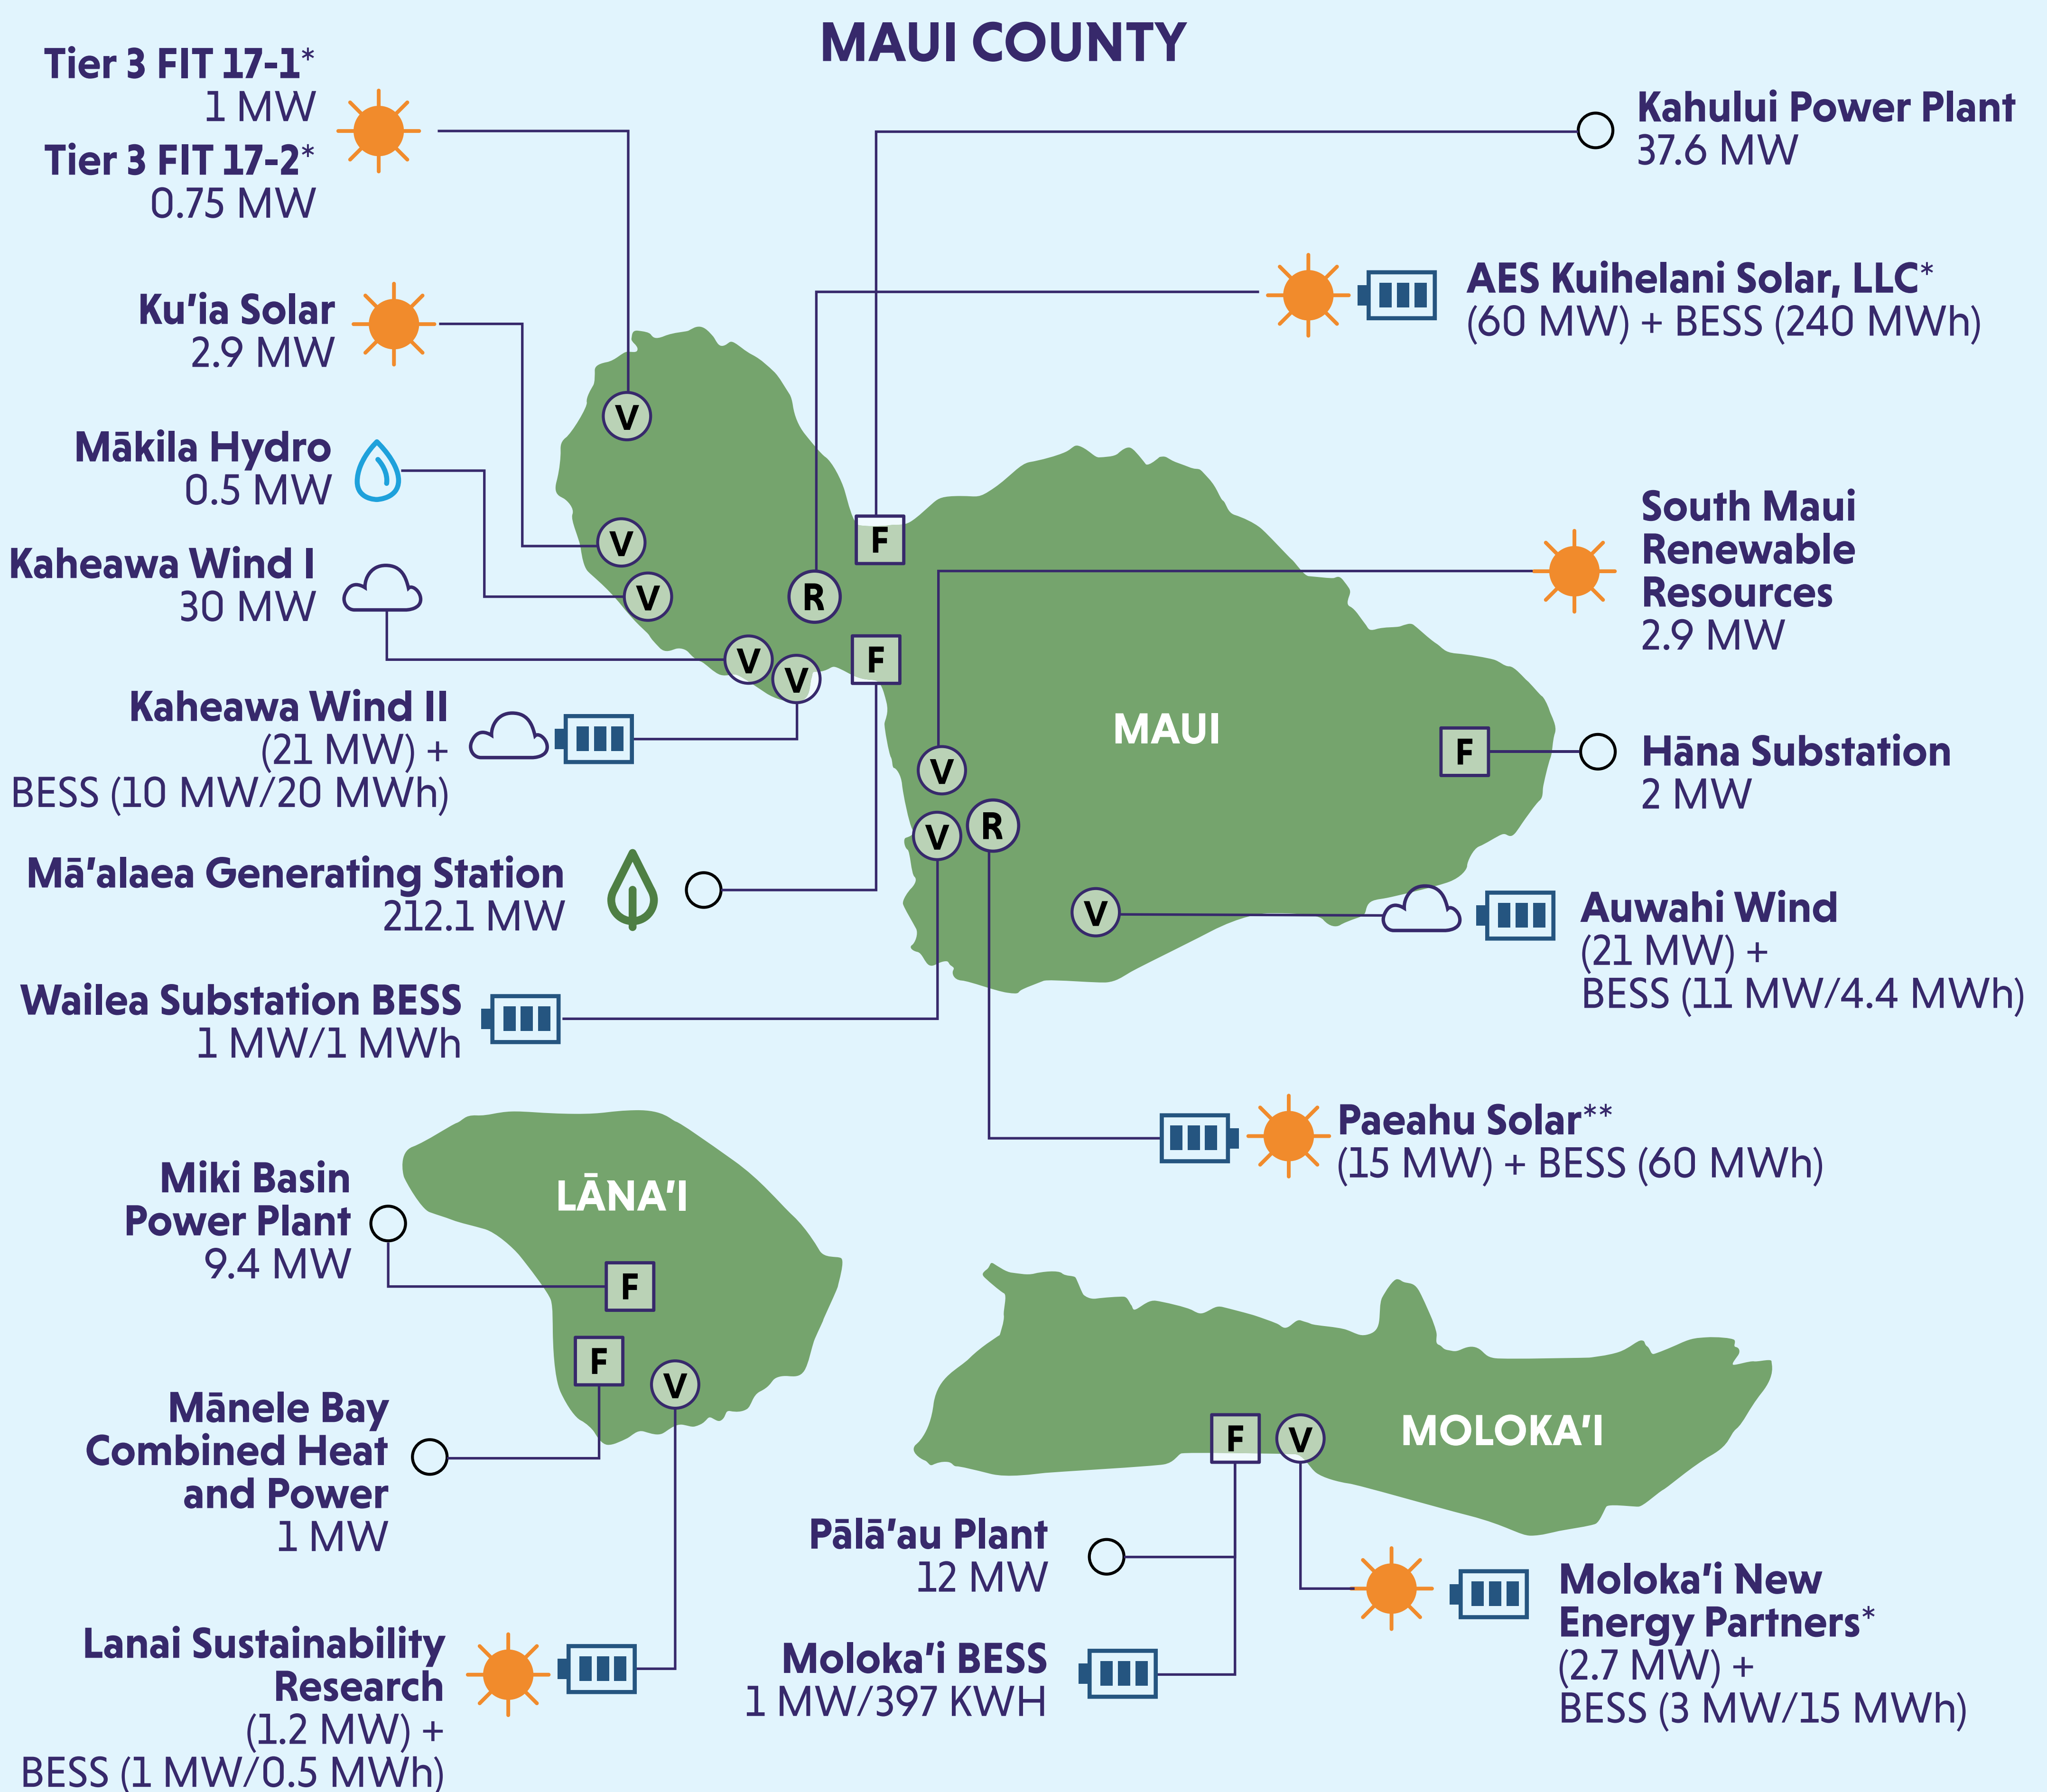 MAUI COUNTY
Tier 3 FIT 17-1*
1 MW
Tier 3 FIT 17-2*
0.75 MW
Ku'ia Solar
2.9 MW
Mākila Hydro
0.5 MW
Kaheawa Wind I
30 MW
Kaheawa Wind II
(21 MW) +
BESS (10 MW/20 MWh)
Mā'alaea Generating Station
212.1 MW
Wailea Substation BESS
1 MW/1 MWh
Kahului Power Plant
37.6 MW
AES Kuihelani Solar, LLC*
(60 MW) + BESS (240 MWh)
South Maui
Renewable
Resources
2.9 MW
Hāna Substation
2 MW
Auwahi Wind
(21 MW) +
BESS (11 MW/4.4 MWh)
Paeahu Solar**
(15 MW) + BESS (60 MWh)
V
F
V
R
V
F
V
V
MAUI
F
V
V
R
V
Miki Basin
Power Plant
9.4 MW
LĀNA'I
F
F
V
Mānele Bay
Combined Heat
and Power
1 MW
Lanai Sustainability
Research
(1.2 MW) +
BESS (1 MW/0.5 MWh)
F
V
MOLOKA'I
Pālā'au Plant
12 MW
Moloka'i BESS
1 MW/397 KWH
Moloka'i New
Energy Partners*
(2.7 MW) +
BESS (3 MW/15 MWh)